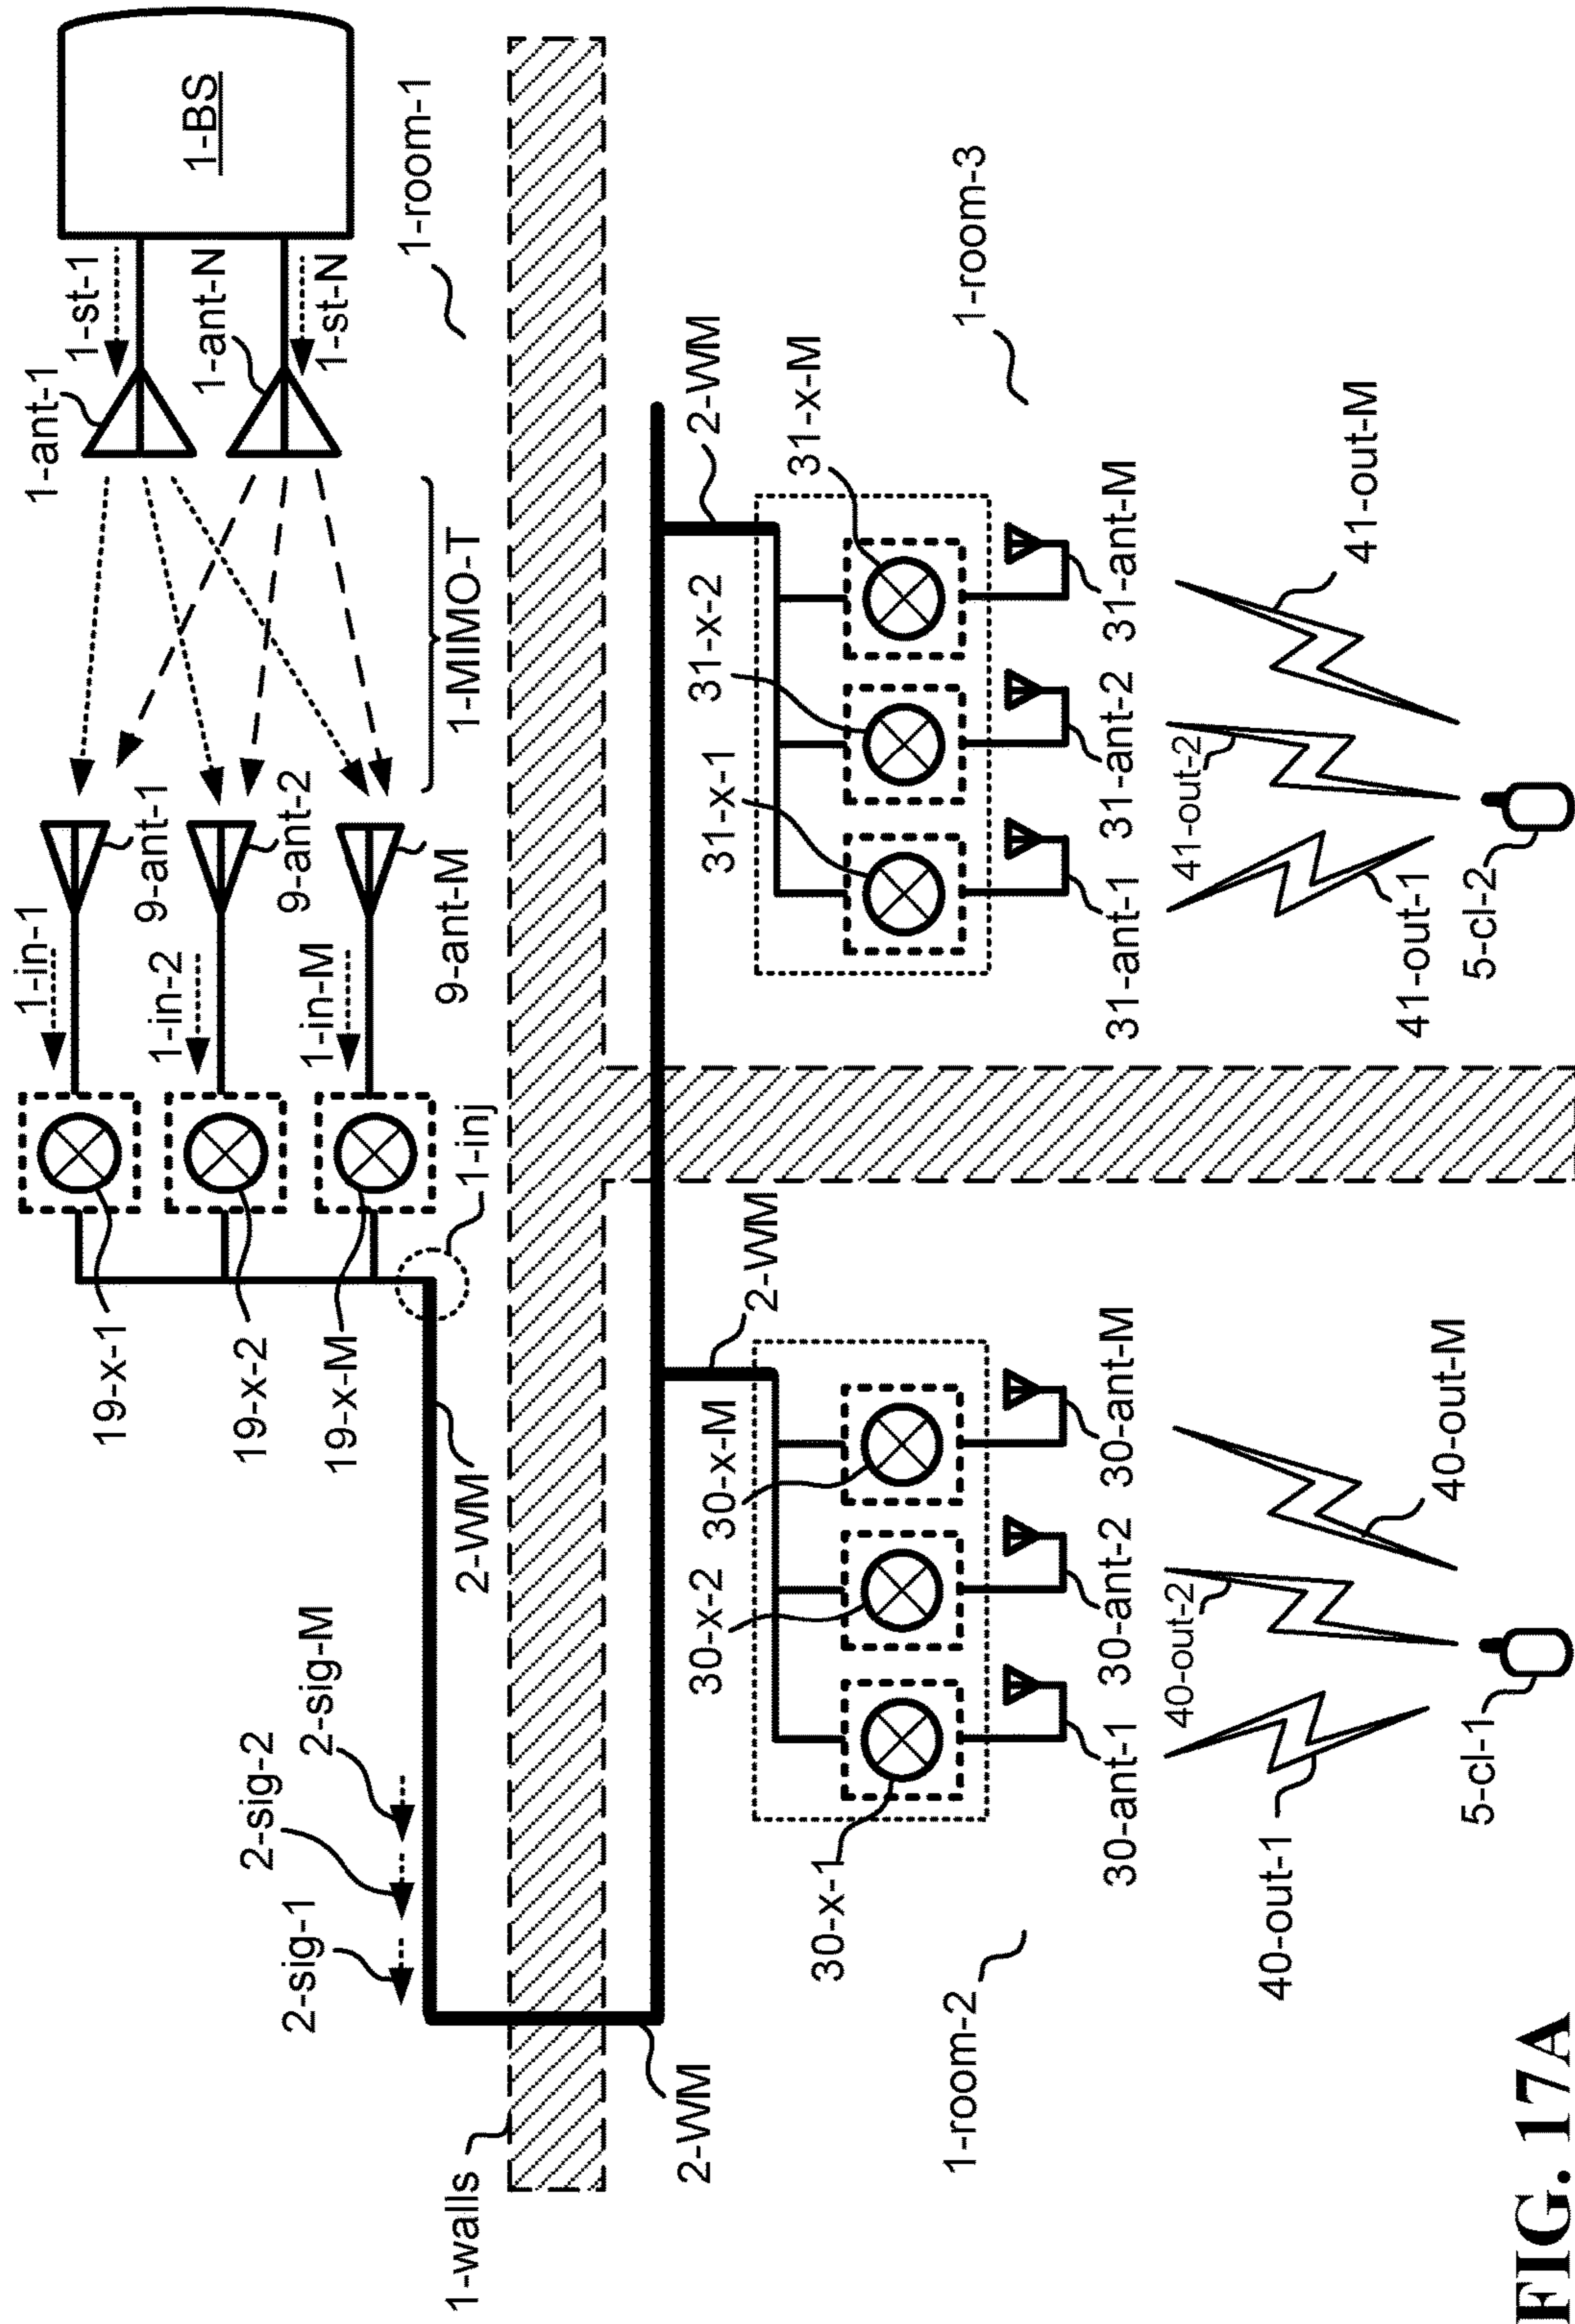 1-BS
1-st-1
1-ant-N
1-st-N
1-ant-1
1-room-1
1-MIMO-T
9-ant-1
9-ant-2
9-ant-M
1-in-1
1-in-2
1-in-M
1-inj
19-x-1
19-x-2
19-x-M
2-WM
2-sig-M
2-sig-2
2-sig-1
1-walls
2-WM
2-WM
30-x-M
30-x-2
30-x-1
30-ant-M
30-ant-2
30-ant-1
1-room-2
40-out-M
40-out-2
40-out-1
5-cl-1
2-WM
1-room-3
31-x-M
31-x-2
31-x-1
31-ant-M
31-ant-2
31-ant-1
41-out-M
41-out-2
41-out-1
5-cl-2
FIG. 17A